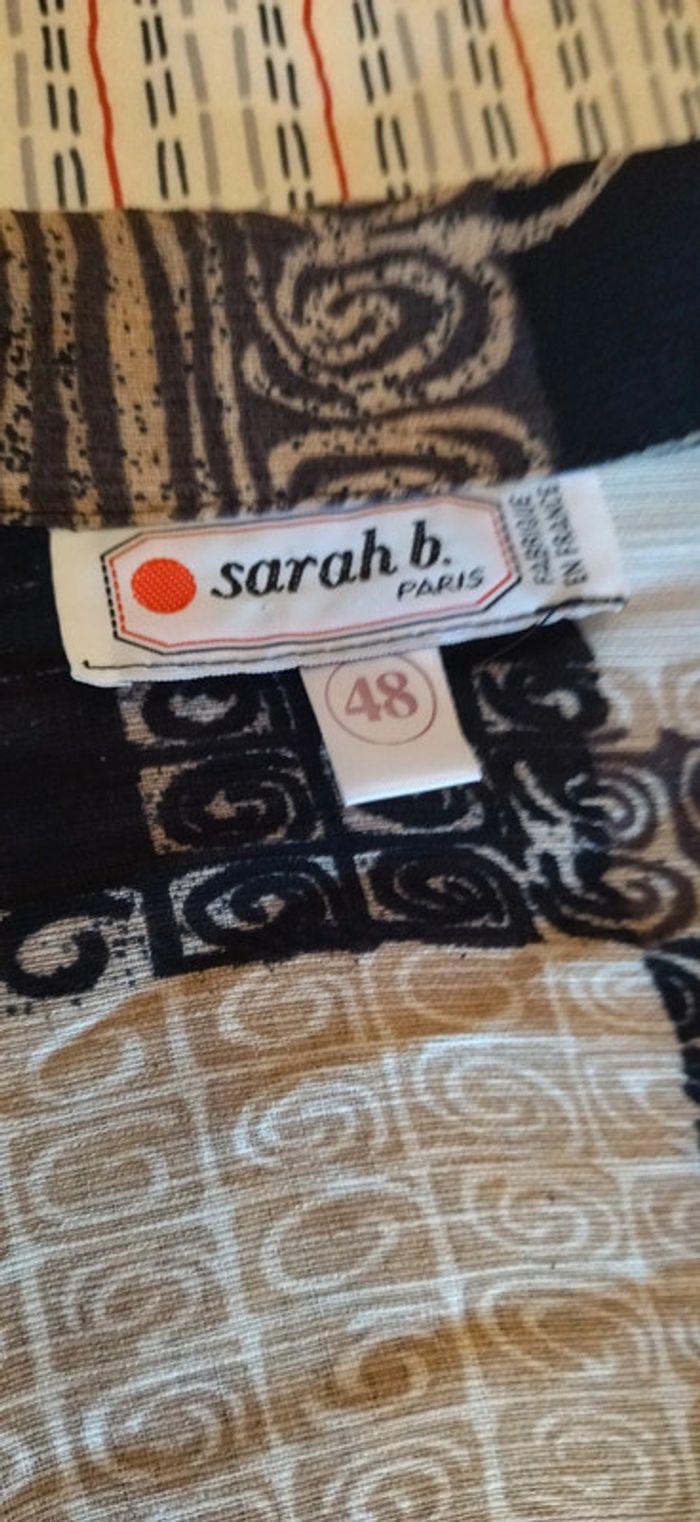 sarah b.
PARIS
FABRIQUÉ
EN FRANCE
48